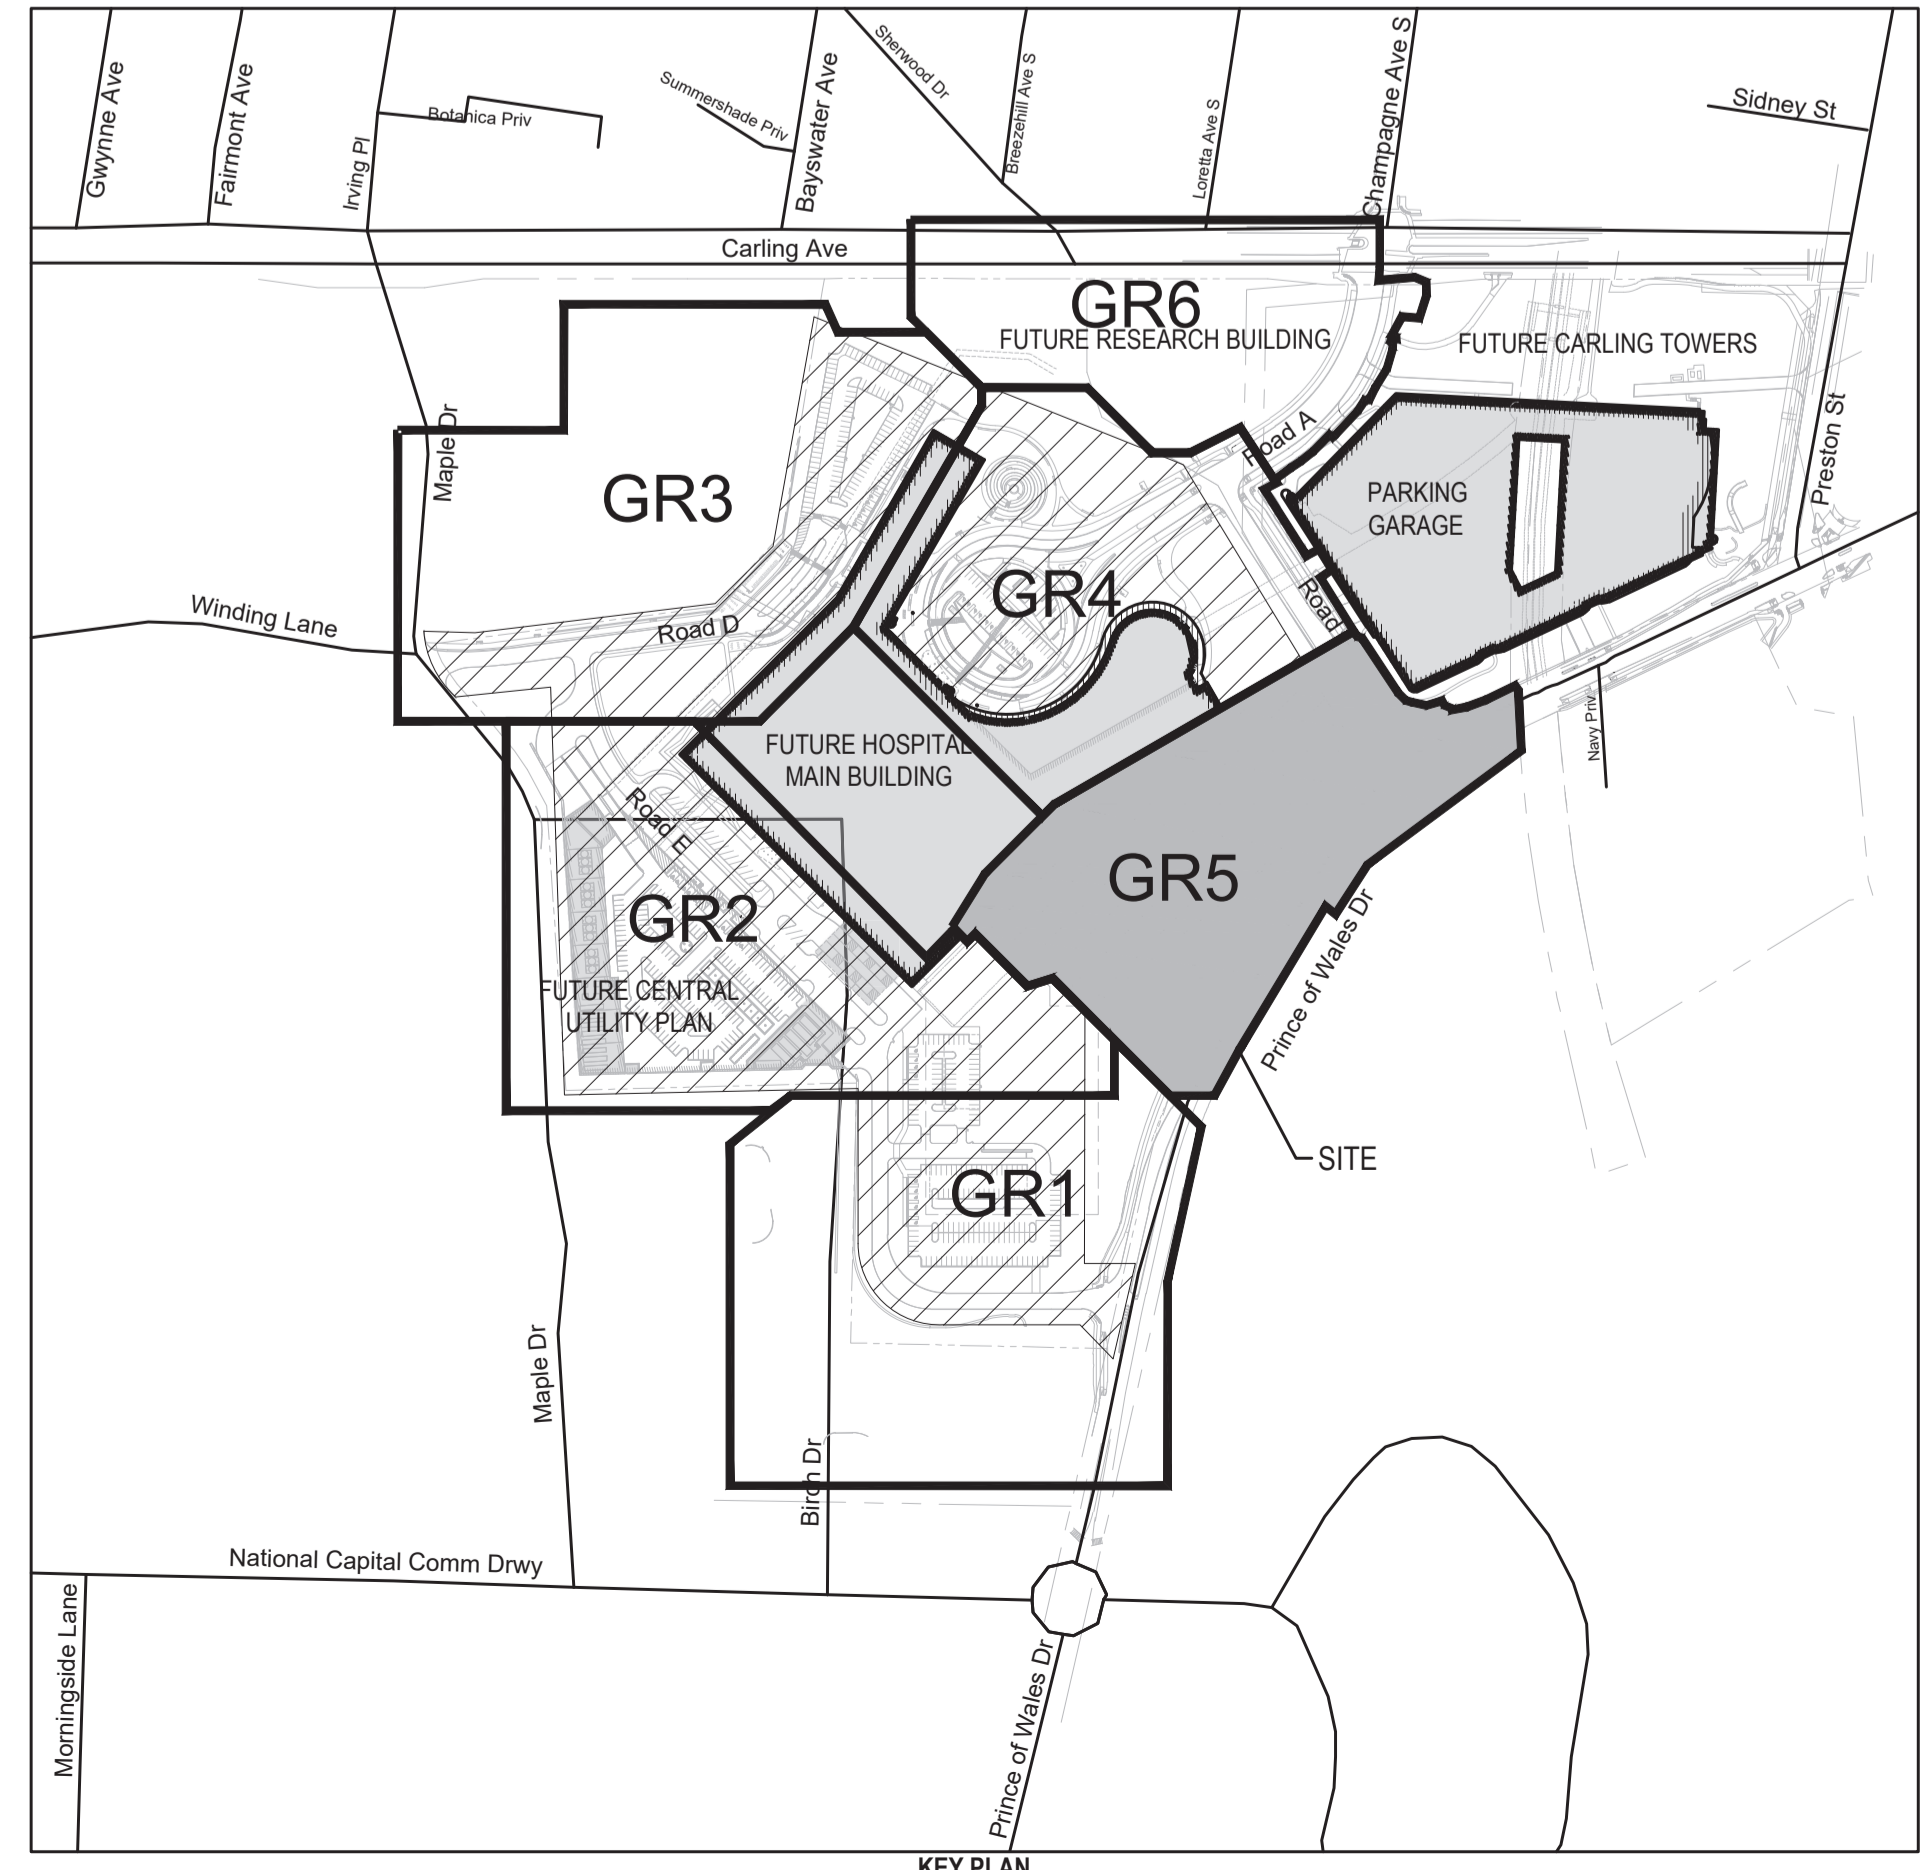 Gwynne Ave
Fairmont Ave
Irving Pl
Botanica Priv
Summershade Priv
Bayswater Ave
Sherwood Dr
Breezehill Ave S
Loretta Ave S
Champagne Ave S
Sidney St
Carling Ave
GR6
FUTURE RESEARCH BUILDING
FUTURE CARLING TOWERS
Maple Dr
GR3
Road A
PARKING
GARAGE
Preston St
Winding Lane
Road D
GR4
Road
Navy Priv
FUTURE HOSPITAL
MAIN BUILDING
Road E
GR5
GR2
Prince of Wales Dr
FUTURE CENTRAL
UTILITY PLAN
SITE
GR1
Maple Dr
Birch Dr
National Capital Comm Drwy
Morningside Lane
Prince of Wales Dr
KEY PLAN